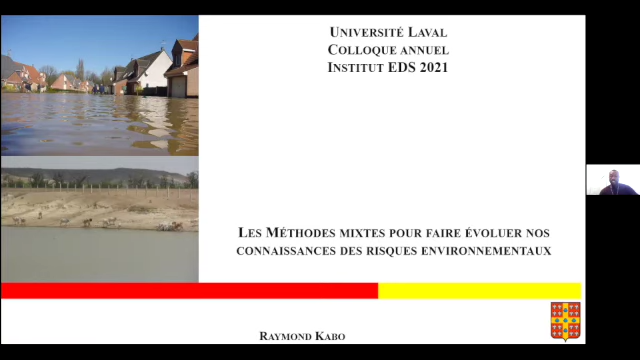 Université Laval
Colloque annuel
Institut EDS 2021
Les Méthodes mixtes pour faire évoluer nos
connaissances des risques environnementaux
Raymond Kabo